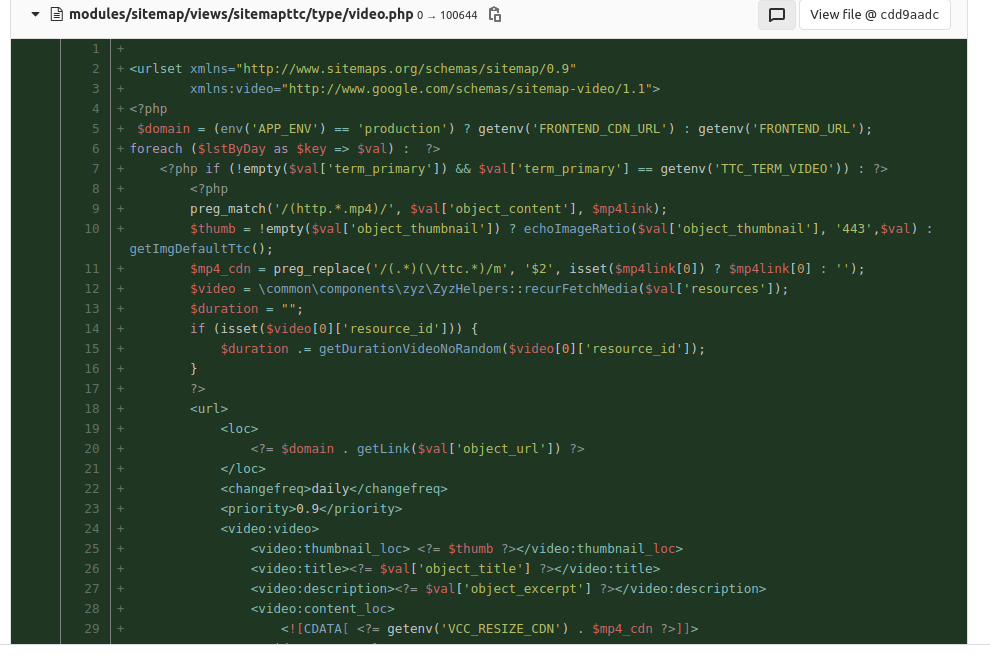 modules/sitemap/views/sitemapttc/type/video.php 0 → 100644 View file @ cdd9aadc
1 +
2 + <urlset xmlns="http://www.sitemaps.org/schemas/sitemap/0.9"
3 + xmlns:video="http://www.google.com/schemas/sitemap-video/1.1">
4 + <?php
5 + $domain = (env('APP_ENV') == 'production') ? getenv('FRONTEND_CDN_URL') : getenv('FRONTEND_URL');
6 + foreach ($lstByDay as $key => $val) : ?>
7 + <?php if (!empty($val['term_primary']) && $val['term_primary'] == getenv('TTC_TERM_VIDEO')) : ?>
8 + <?php
9 + preg_match('/(http.*.mp4)/', $val['object_content'], $mp4link);
10 + $thumb = !empty($val['object_thumbnail']) ? echoImageRatio($val['object_thumbnail'], '443',$val) :
getImgDefaultTtc();
11 + $mp4_cdn = preg_replace('/(.*)(\/ttc.*)/m', '$2', isset($mp4link[0]) ? $mp4link[0] : '');
12 + $video = \common\components\zyz\ZyzHelpers::recurFetchMedia($val['resources']);
13 + $duration = "";
14 + if (isset($video[0]['resource_id'])) {
15 + $duration .= getDurationVideoNoRandom($video[0]['resource_id']);
16 + }
17 + ?>
18 + <url>
19 + <loc>
20 + <?= $domain . getLink($val['object_url']) ?>
21 + </loc>
22 + <changefreq>daily</changefreq>
23 + <priority>0.9</priority>
24 + <video:video>
25 + <video:thumbnail_loc> <?= $thumb ?></video:thumbnail_loc>
26 + <video:title><?= $val['object_title'] ?></video:title>
27 + <video:description><?= $val['object_excerpt'] ?></video:description>
28 + <video:content_loc>
29 + <![CDATA[ <?= getenv('VCC_RESIZE_CDN') . $mp4_cdn ?>]]>